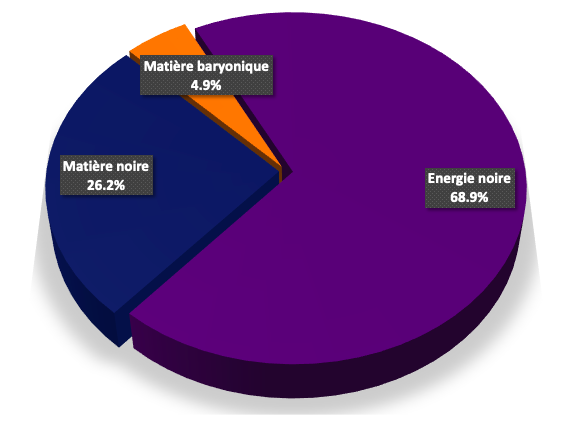 Matière baryonique
4.9%
Matière noire
26.2%
Energie noire
68.9%